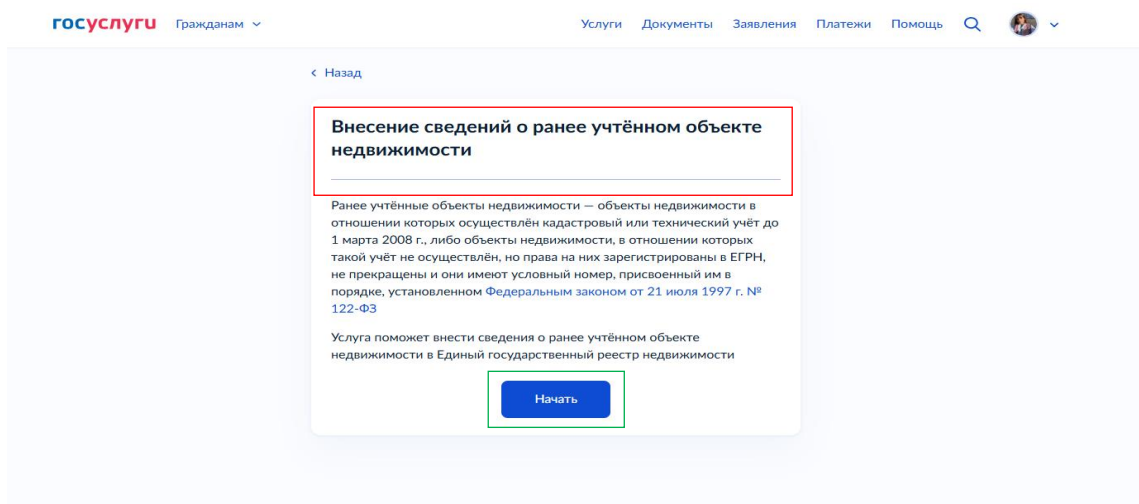 госуслуги Гражданам Услуги Документы Заявления Платежи Помощь
Назад
Внесение сведений о ранее учтённом объекте
недвижимости
Ранее учтённые объекты недвижимости — объекты недвижимости в
отношении которых осуществлён кадастровый или технический учёт до
1 марта 2008 г., либо объекты недвижимости, в отношении которых
такой учёт не осуществлён, но права на них зарегистрированы в ЕГРН,
не прекращены и они имеют условный номер, присвоенный им в
порядке, установленном Федеральным законом от 21 июля 1997 г. №
122-ФЗ
Услуга поможет внести сведения о ранее учтённом объекте
недвижимости в Единый государственный реестр недвижимости
Начать